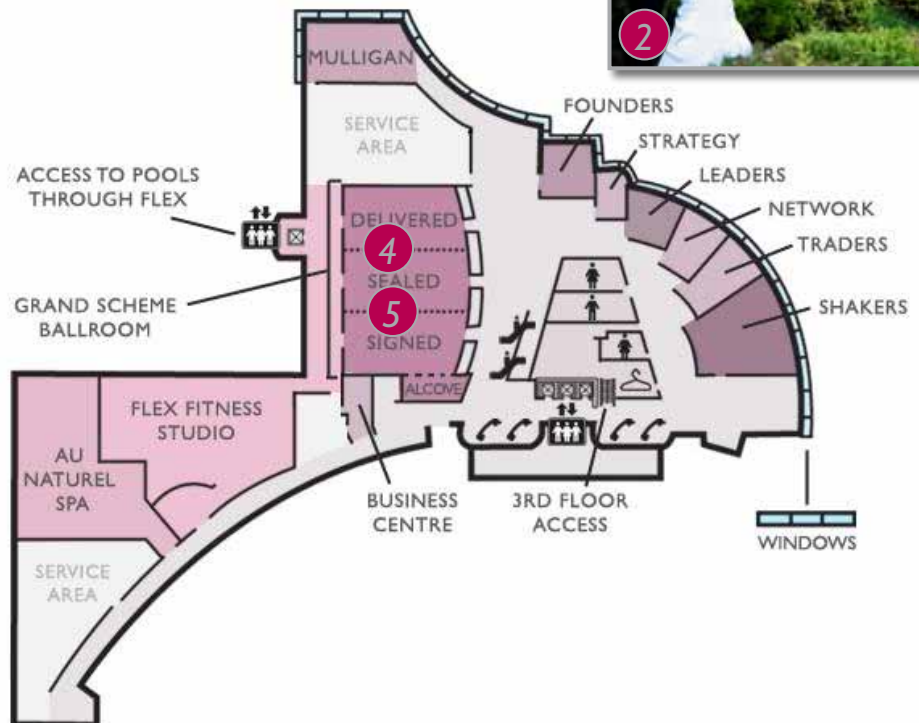 2
MULLIGAN
SERVICE
AREA
FOUNDERS
STRATEGY
LEADERS
NETWORK
TRADERS
SHAKERS
ACCESS TO POOLS
THROUGH FLEX
DELIVERED
4
SEALED
5
SIGNED
GRAND SCHEME
BALLROOM
ALCOVE
FLEX FITNESS
STUDIO
AU
NATUREL
SPA
BUSINESS
CENTRE
3RD FLOOR
ACCESS
WINDOWS
SERVICE
AREA